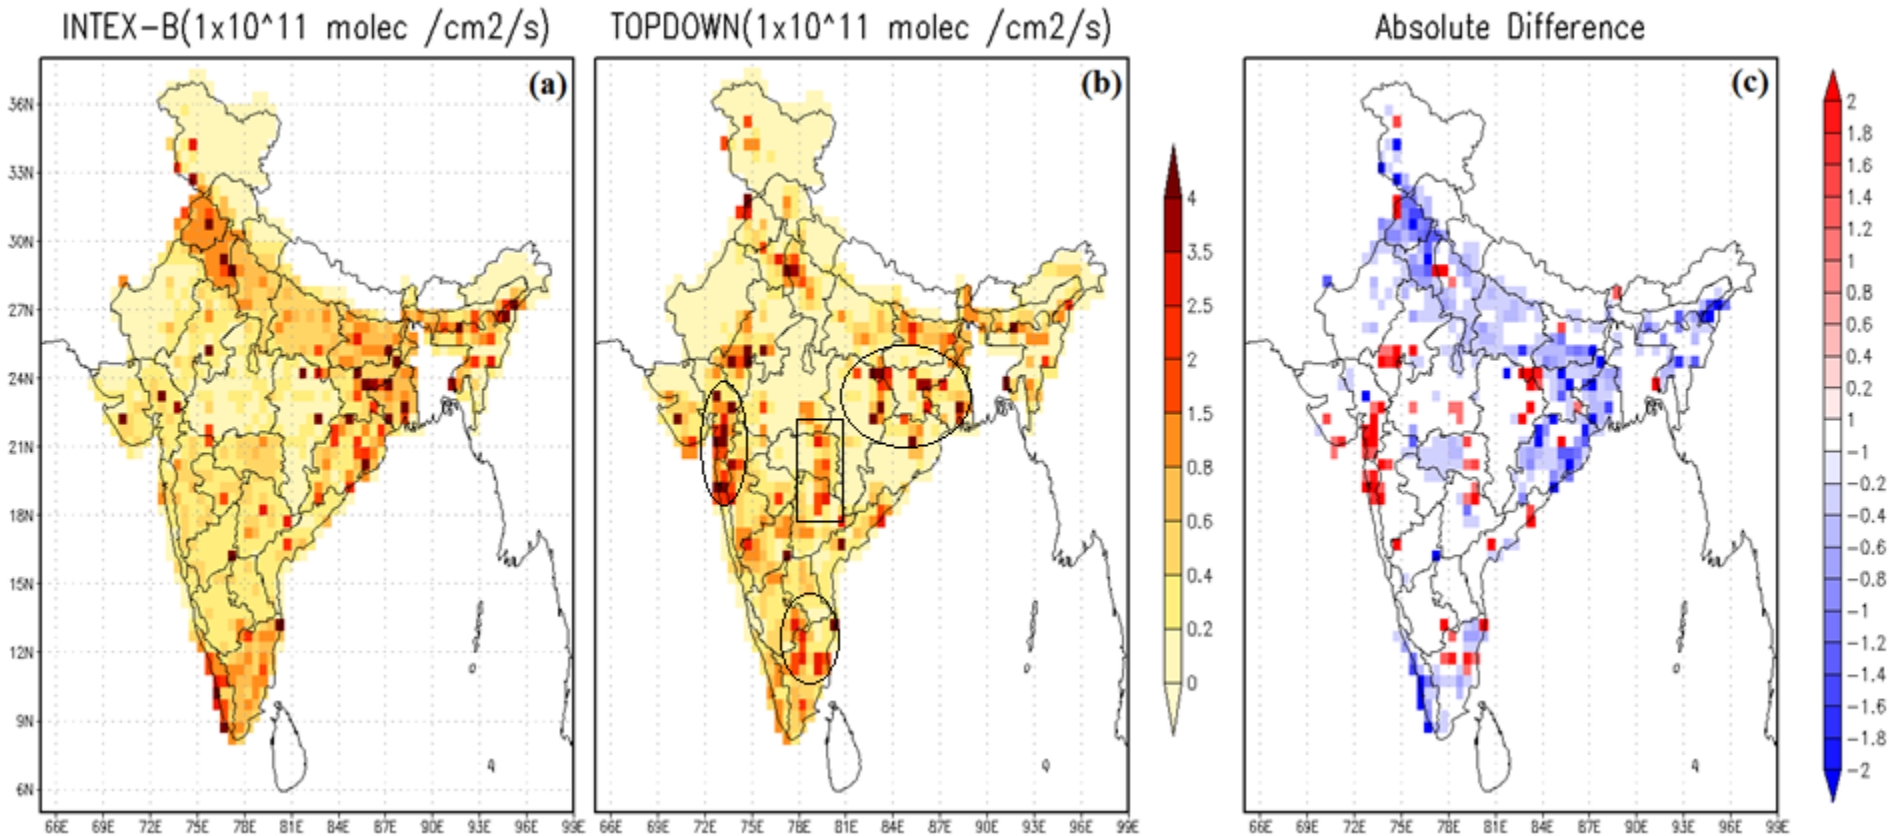 INTEX-B(1x10^11 molec /cm2/s) TOPDOWN(1x10^11 molec /cm2/s) Absolute Difference
(a) (b) (c)
36N
33N
30N
27N
24N
21N
18N
15N
12N
9N
6N
66E 69E 72E 75E 78E 81E 84E 87E 90E 93E 96E 99E
66E 69E 72E 75E 78E 81E 84E 87E 90E 93E 96E 99E
4
3.5
2.5
2
1.5
0.8
0.6
0.4
0.2
0
66E 69E 72E 75E 78E 81E 84E 87E 90E 93E 96E 99E
2
1.8
1.6
1.4
1.2
1
0.8
0.6
0.4
0.2
1
-1
-0.2
-0.4
-0.6
-0.8
-1
-1.2
-1.4
-1.6
-1.8
-2